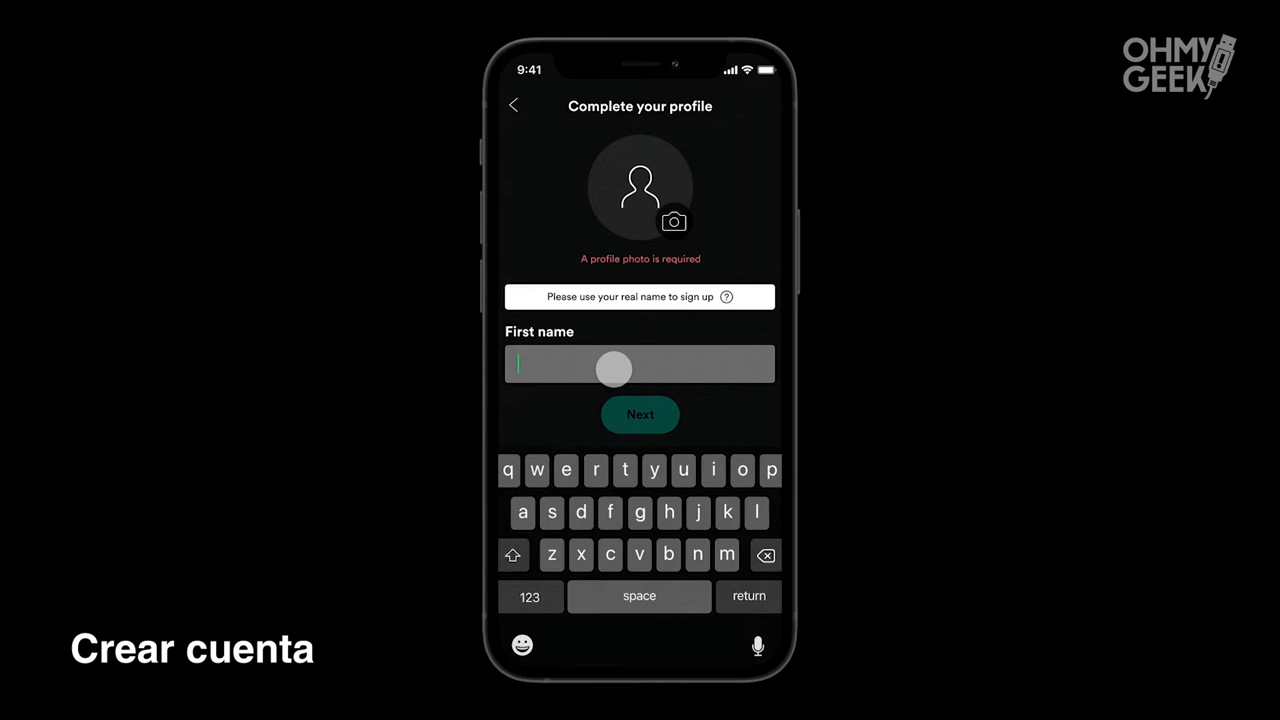 OHMY
GEEK
9:41
Complete your profile
A profile photo is required
Please use your real name to sign up ?
First name
Next
q w e r t y u i o p
a s d f g h j k l
z x c v b n m
123 space return
Crear cuenta